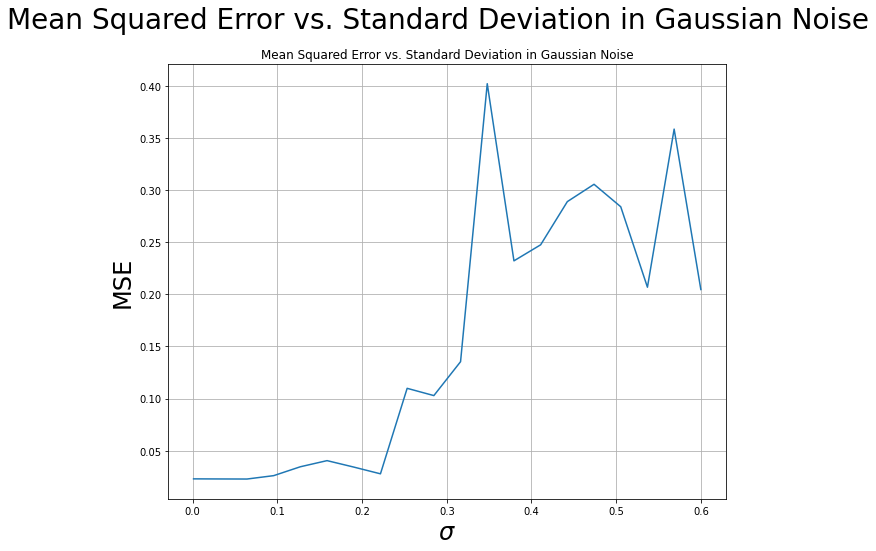 Mean Squared Error vs. Standard Deviation in Gaussian Noise
Mean Squared Error vs. Standard Deviation in Gaussian Noise
0.40
0.35
0.30
0.25
0.20
0.15
0.10
0.05
MSE
0.0 0.1 0.2 0.3 0.4 0.5 0.6
σ